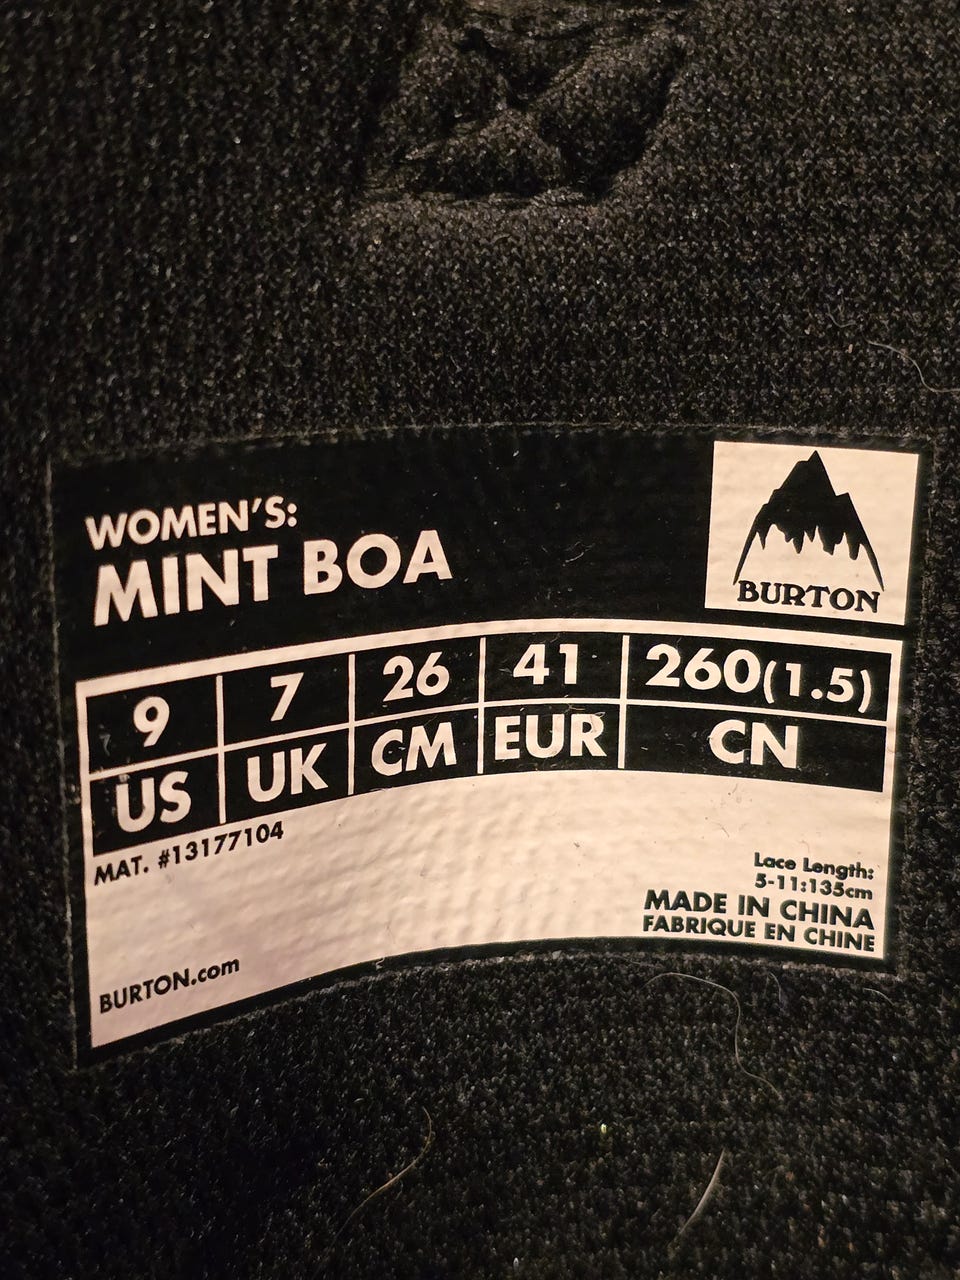 WOMEN'S:
MINT BOA
BURTON
9 7 26 41 260(1.5)
US UK CM EUR CN
MAT. #13177104
Lace Length:
5-11:135cm
MADE IN CHINA
FABRIQUE EN CHINE
BURTON.com